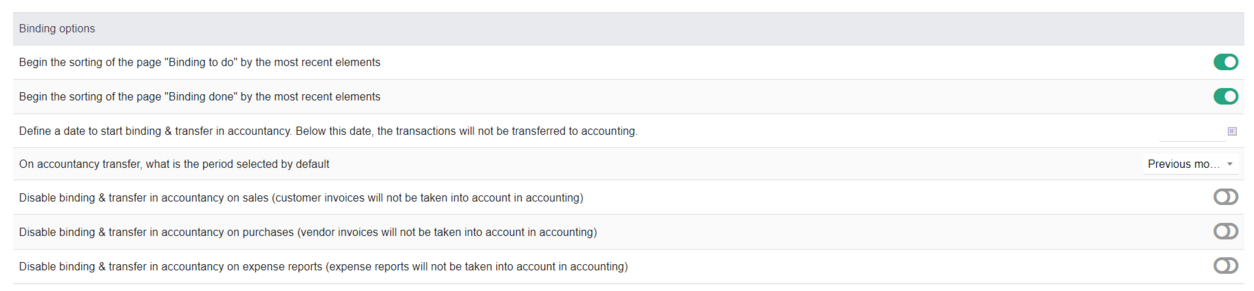 Binding options
Begin the sorting of the page "Binding to do" by the most recent elements
Begin the sorting of the page "Binding done" by the most recent elements
Define a date to start binding & transfer in accountancy. Below this date, the transactions will not be transferred to accounting.
On accountancy transfer, what is the period selected by default Previous mo...
Disable binding & transfer in accountancy on sales (customer invoices will not be taken into account in accounting)
Disable binding & transfer in accountancy on purchases (vendor invoices will not be taken into account in accounting)
Disable binding & transfer in accountancy on expense reports (expense reports will not be taken into account in accounting)